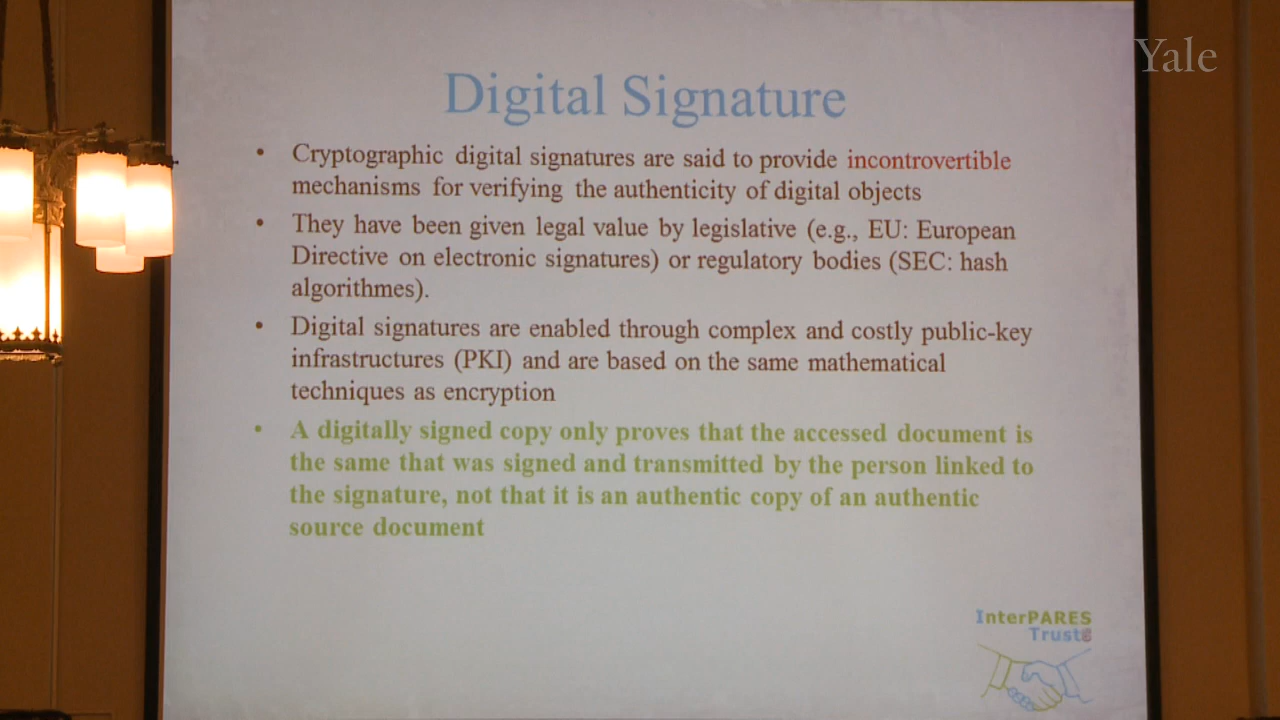 Yale
Digital Signature
• Cryptographic digital signatures are said to provide incontrovertible
mechanisms for verifying the authenticity of digital objects
• They have been given legal value by legislative (e.g., EU: European
Directive on electronic signatures) or regulatory bodies (SEC: hash
algorithmes).
• Digital signatures are enabled through complex and costly public-key
infrastructures (PKI) and are based on the same mathematical
techniques as encryption
• A digitally signed copy only proves that the accessed document is
the same that was signed and transmitted by the person linked to
the signature, not that it is an authentic copy of an authentic
source document
InterPARES
Trust